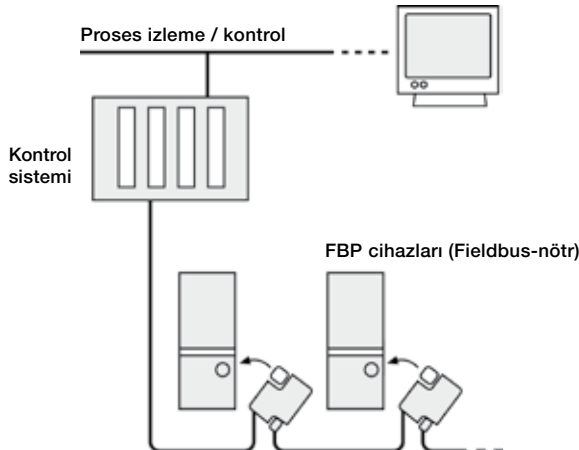 Proses izleme / kontrol
Kontrol
sistemi
FBP cihazları (Fieldbus-nötr)